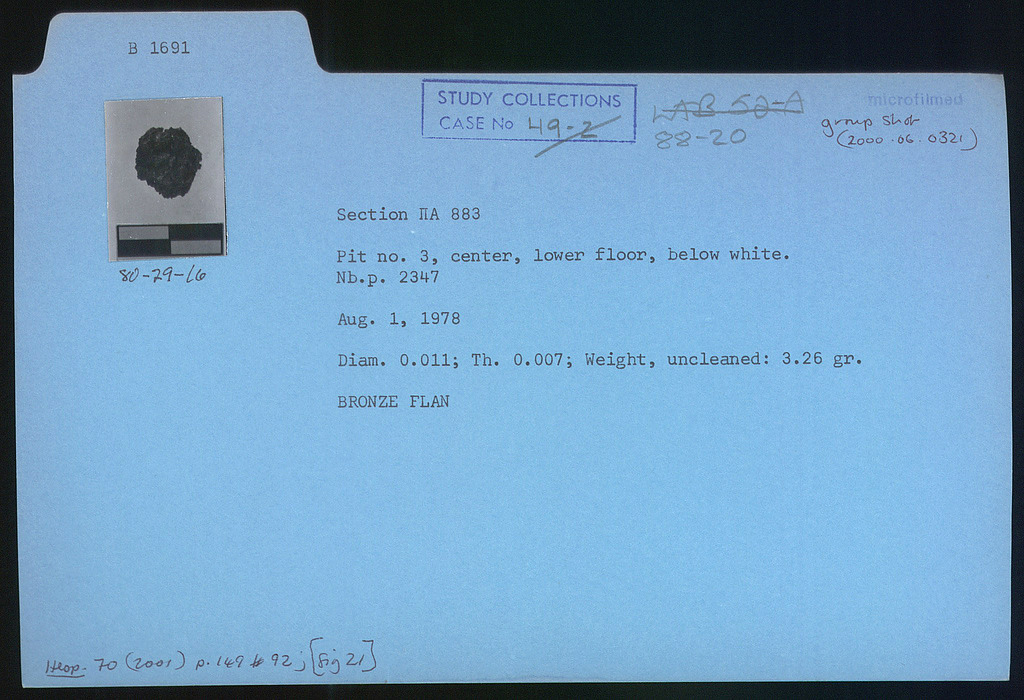 B 1691
STUDY COLLECTIONS
CASE No 49-2
LAB 52-A
88-20
microfilmed
group shot
(2000.06.0321)
80-29-16
Section ΠA 883
Pit no. 3, center, lower floor, below white.
Nb.p. 2347
Aug. 1, 1978
Diam. 0.011; Th. 0.007; Weight, uncleaned: 3.26 gr.
BRONZE FLAN
Hesp. 70 (2001) p. 149 # 92; [fig 21]